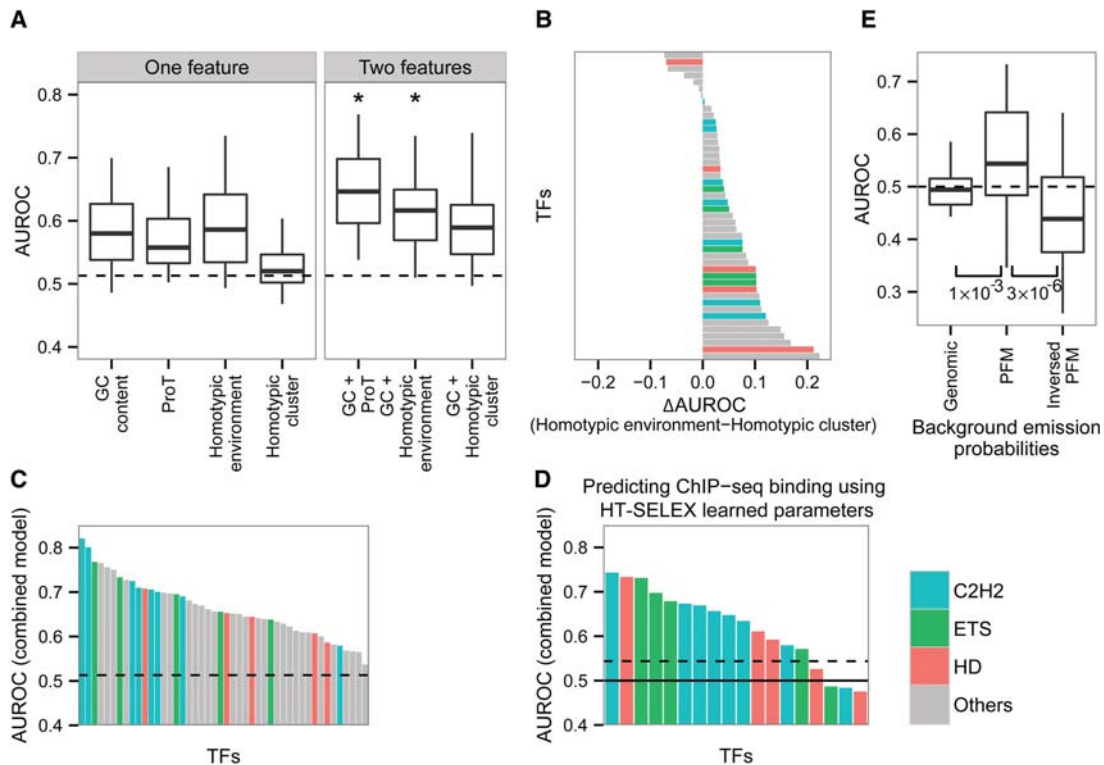 A
One feature
Two features
AUROC
0.8
0.7
0.6
0.5
0.4
*
*
GC
content
ProT
Homotypic
environment
Homotypic
cluster
GC +
ProT
GC +
Homotypic
environment
GC +
Homotypic
cluster
B
TFs
−0.2
−0.1
0.0
0.1
0.2
ΔAUROC
(Homotypic environment−Homotypic cluster)
E
AUROC
0.7
0.6
0.5
0.4
0.3
1×10⁻³
3×10⁻⁶
Genomic
PFM
Inversed
PFM
Background emission
probabilities
C
AUROC (combined model)
0.8
0.7
0.6
0.5
0.4
TFs
D
Predicting ChIP−seq binding using
HT-SELEX learned parameters
AUROC (combined model)
0.8
0.7
0.6
0.5
0.4
TFs
C2H2
ETS
HD
Others